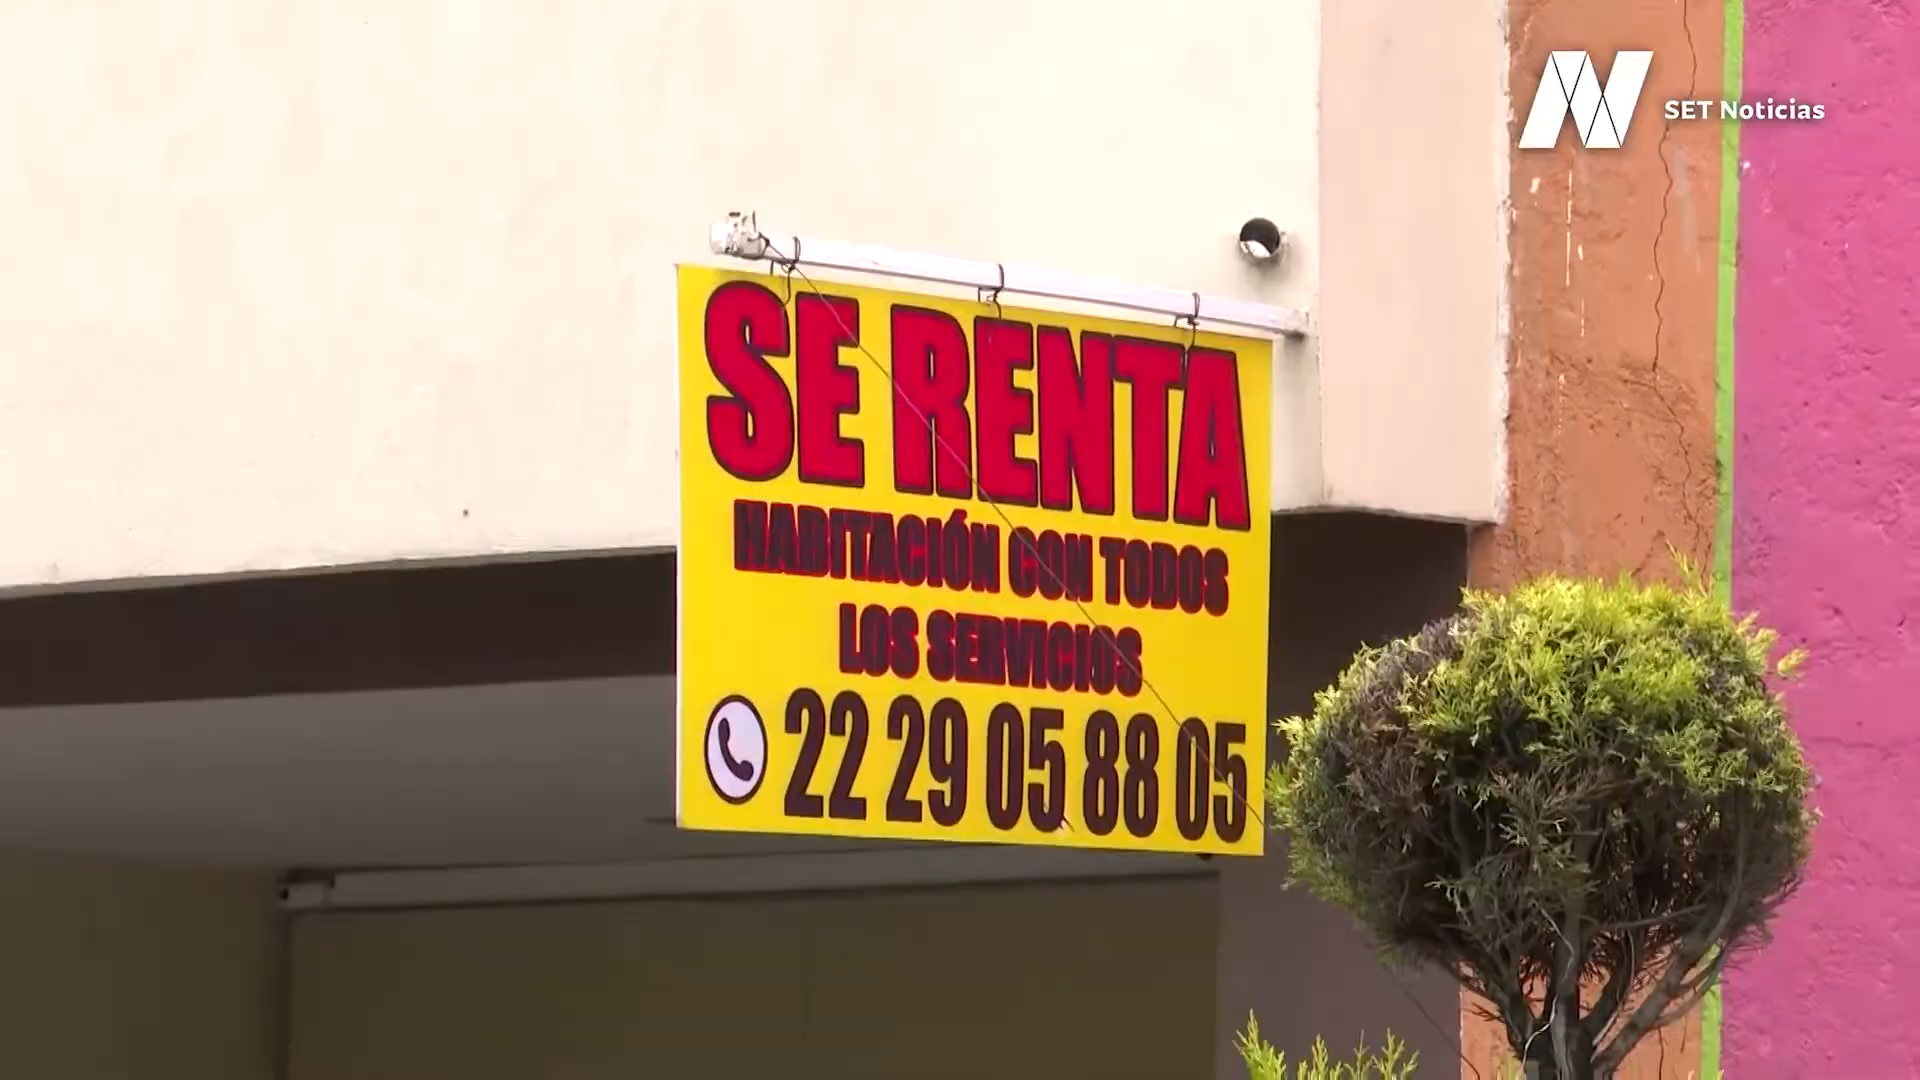 SET Noticias
SE RENTA
HABITACIÓN CON TODOS
LOS SERVICIOS
22 29 05 88 05